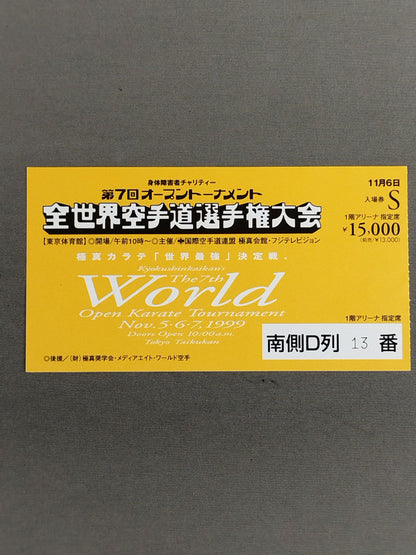 身体障害者チャリティー
第7回オープントーナメント
全世界空手道選手権大会
【東京体育館】◎開場/午前10時〜◎主催/国際空手道連盟 極真会館・フジテレビジョン
極真カラテ「世界最強」決定戦。
Kyokushinkaikan's
The 7th
World
Open Karate Tournament
Nov. 5·6·7, 1999
Doors Open 10:00a.m.
Tokyo Taikukan
◎後援/(財)極真奨学会・メディアエイト・ワールド空手
11月6日
入場券 S
1階アリーナ 指定席
¥15,000
(前売/¥13,000)
1階アリーナ 指定席
南側D列 13 番